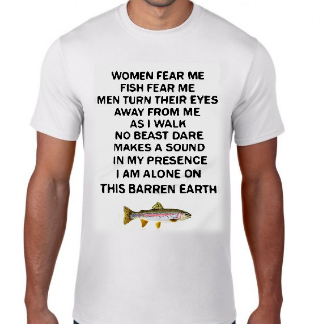 WOMEN FEAR ME
FISH FEAR ME
MEN TURN THEIR EYES
AWAY FROM ME
AS I WALK
NO BEAST DARE
MAKES A SOUND
IN MY PRESENCE
I AM ALONE ON
THIS BARREN EARTH